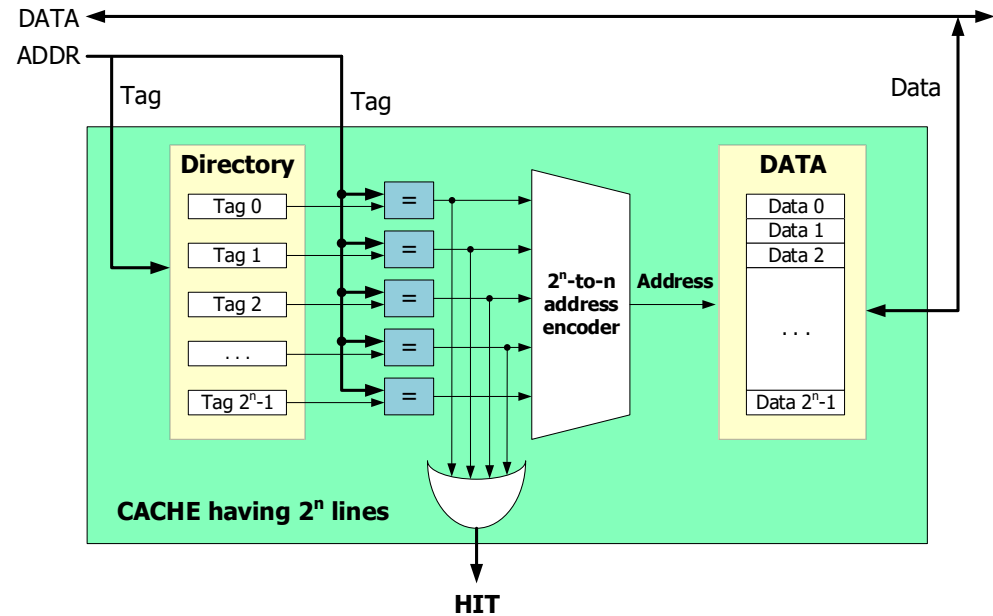 DATA
ADDR
Tag
Tag
Data
Directory
DATA
Tag 0
Tag 1
Tag 2
. . .
Tag 2ⁿ-1
=
=
=
=
=
2ⁿ-to-n
address
encoder
Address
Data 0
Data 1
Data 2
. . .
Data 2ⁿ-1
CACHE having 2ⁿ lines
HIT